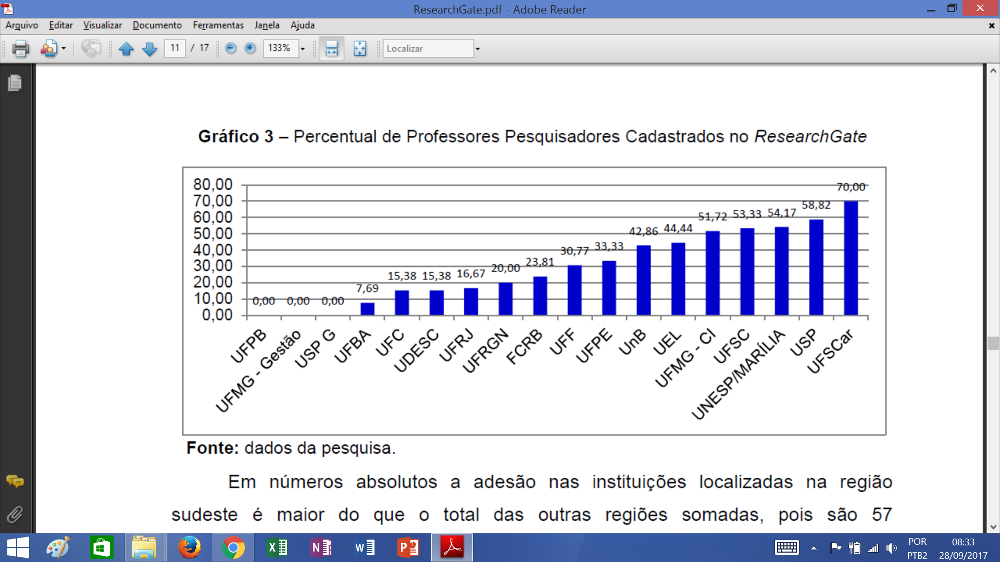 ResearchGate.pdf - Adobe Reader
Arquivo Editar Visualizar Documento Ferramentas Janela Ajuda
11 / 17 133% Localizar
Gráfico 3 – Percentual de Professores Pesquisadores Cadastrados no ResearchGate
80,00
70,00
60,00
50,00
40,00
30,00
20,00
10,00
0,00
0,00 0,00 0,00 7,69 15,38 15,38 16,67 20,00 23,81 30,77 33,33 42,86 44,44 51,72 53,33 54,17 58,82 70,00
UFPB
UFMG - Gestão
USP G
UFBA
UFC
UDESC
UFRJ
UFRGN
FCRB
UFF
UFPE
UnB
UEL
UFMG - CI
UFSC
UNESP/MARÍLIA
USP
UFSCar
Fonte: dados da pesquisa.
Em números absolutos a adesão nas instituições localizadas na região
sudeste é maior do que o total das outras regiões somadas, pois são 57
POR 08:33
PTB2 28/09/2017